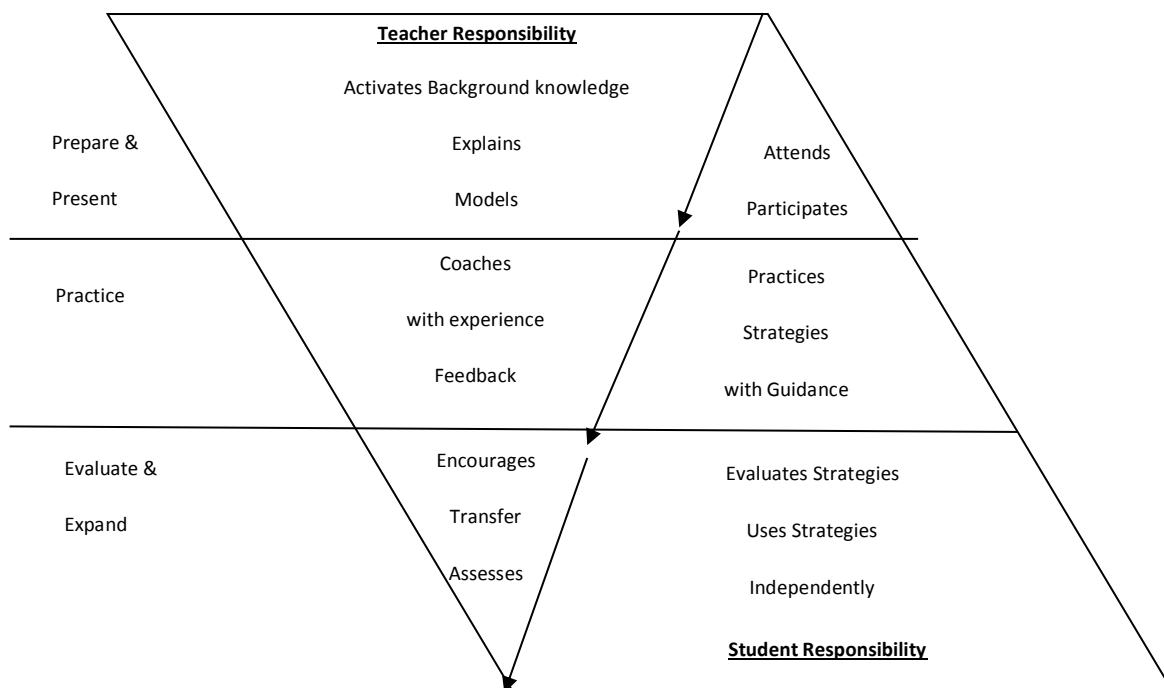 Teacher Responsibility
Activates Background knowledge
Prepare &
Present
Explains
Models
Attends
Participates
Practice
Coaches
with experience
Feedback
Practices
Strategies
with Guidance
Evaluate &
Expand
Encourages
Transfer
Assesses
Evaluates Strategies
Uses Strategies
Independently
Student Responsibility